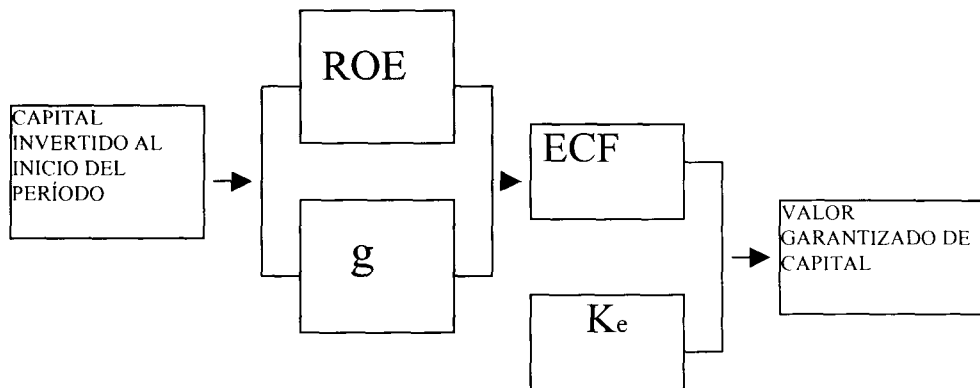 CAPITAL
INVERTIDO AL
INICIO DEL
PERÍODO
ROE
g
ECF
Ke
VALOR
GARANTIZADO DE
CAPITAL